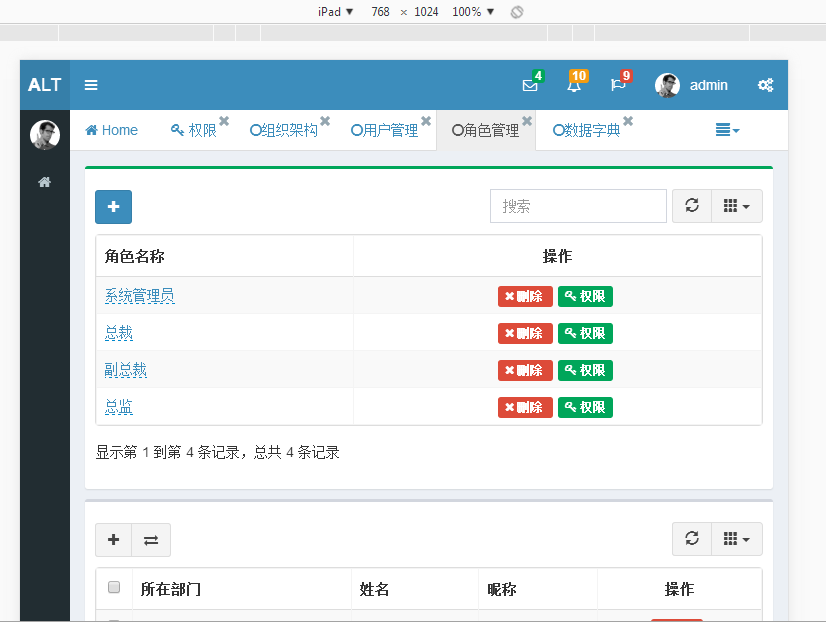 iPad ▼ 768 × 1024 100% ▼
ALT 4 10 9 admin
Home 权限 组织架构 用户管理 角色管理 数据字典
搜索
角色名称 操作
系统管理员 删除 权限
总裁 删除 权限
副总裁 删除 权限
总监 删除 权限
显示第 1 到第 4 条记录，总共 4 条记录
所在部门 姓名 昵称 操作